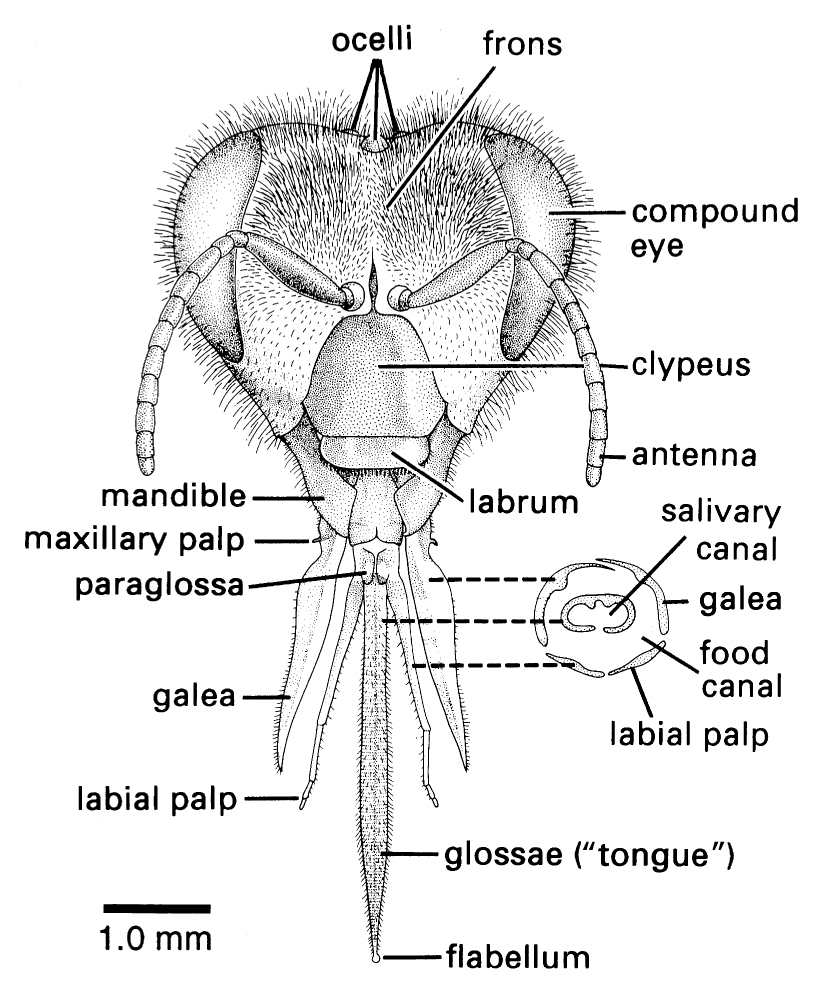 ocelli
frons
compound
eye
clypeus
antenna
mandible
labrum
salivary
canal
maxillary palp
paraglossa
galea
food
canal
galea
labial palp
labial palp
glossae (“tongue”)
1.0 mm
flabellum